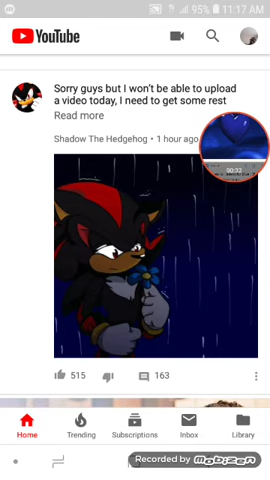 95% 11:17 AM
YouTube
Sorry guys but I won't be able to upload
a video today, I need to get some rest
Read more
Shadow The Hedgehog • 1 hour ago
00:32
515
163
Home
Trending
Subscriptions
Inbox
Library
Recorded by mobizen